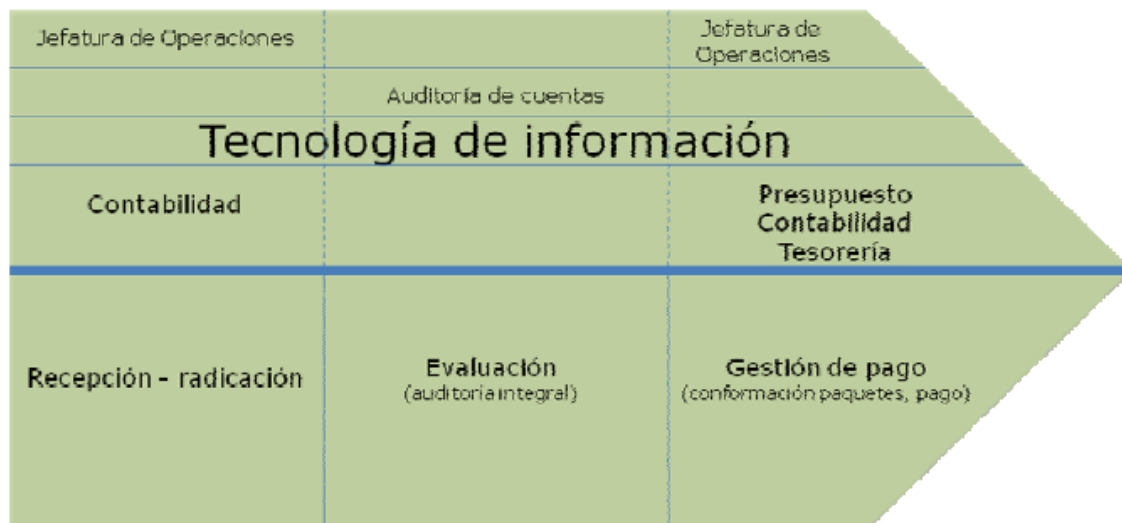 Jefatura de Operaciones
Jefatura de
Operaciones
Auditoría de cuentas
Tecnología de información
Contabilidad
Presupuesto
Contabilidad
Tesorería
Recepción - radicación
Evaluación
(auditoria integral)
Gestión de pago
(conformación paquetes, pago)